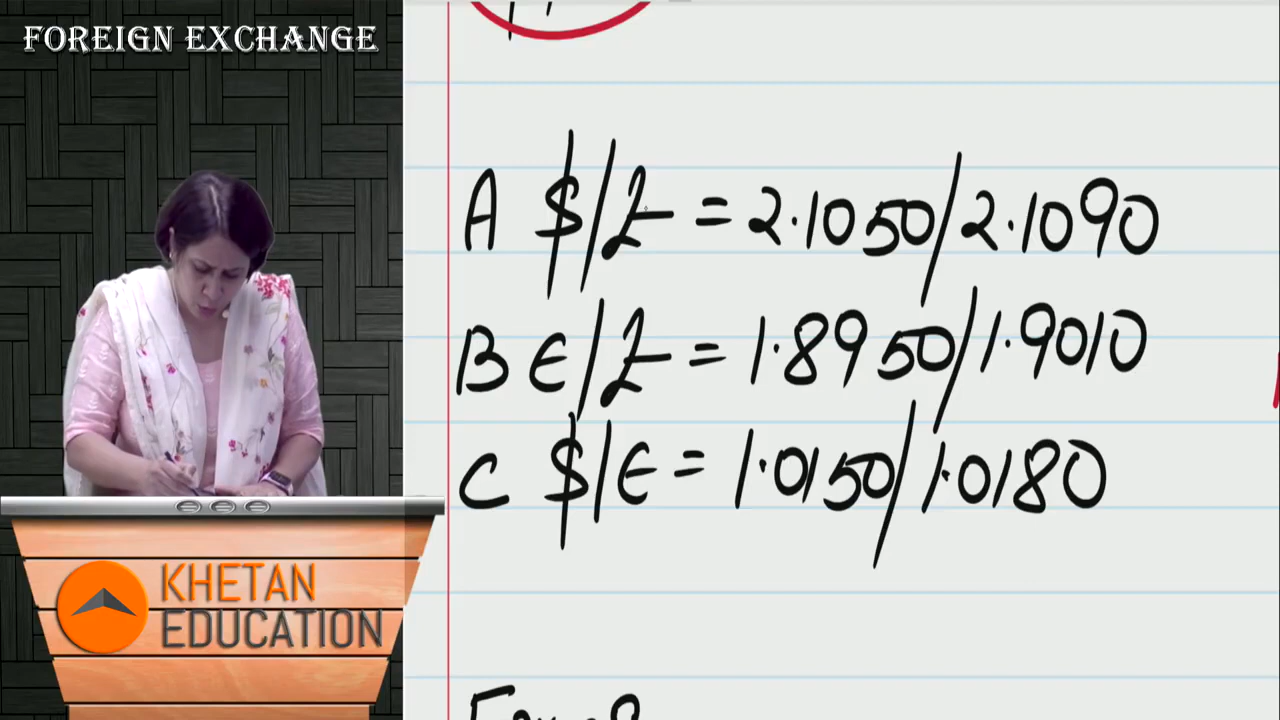 FOREIGN EXCHANGE
A $/£ = 2.1050/2.1090
B €/£ = 1.8950/1.9010
C $/€ = 1.0150/1.0180
KHETAN
EDUCATION